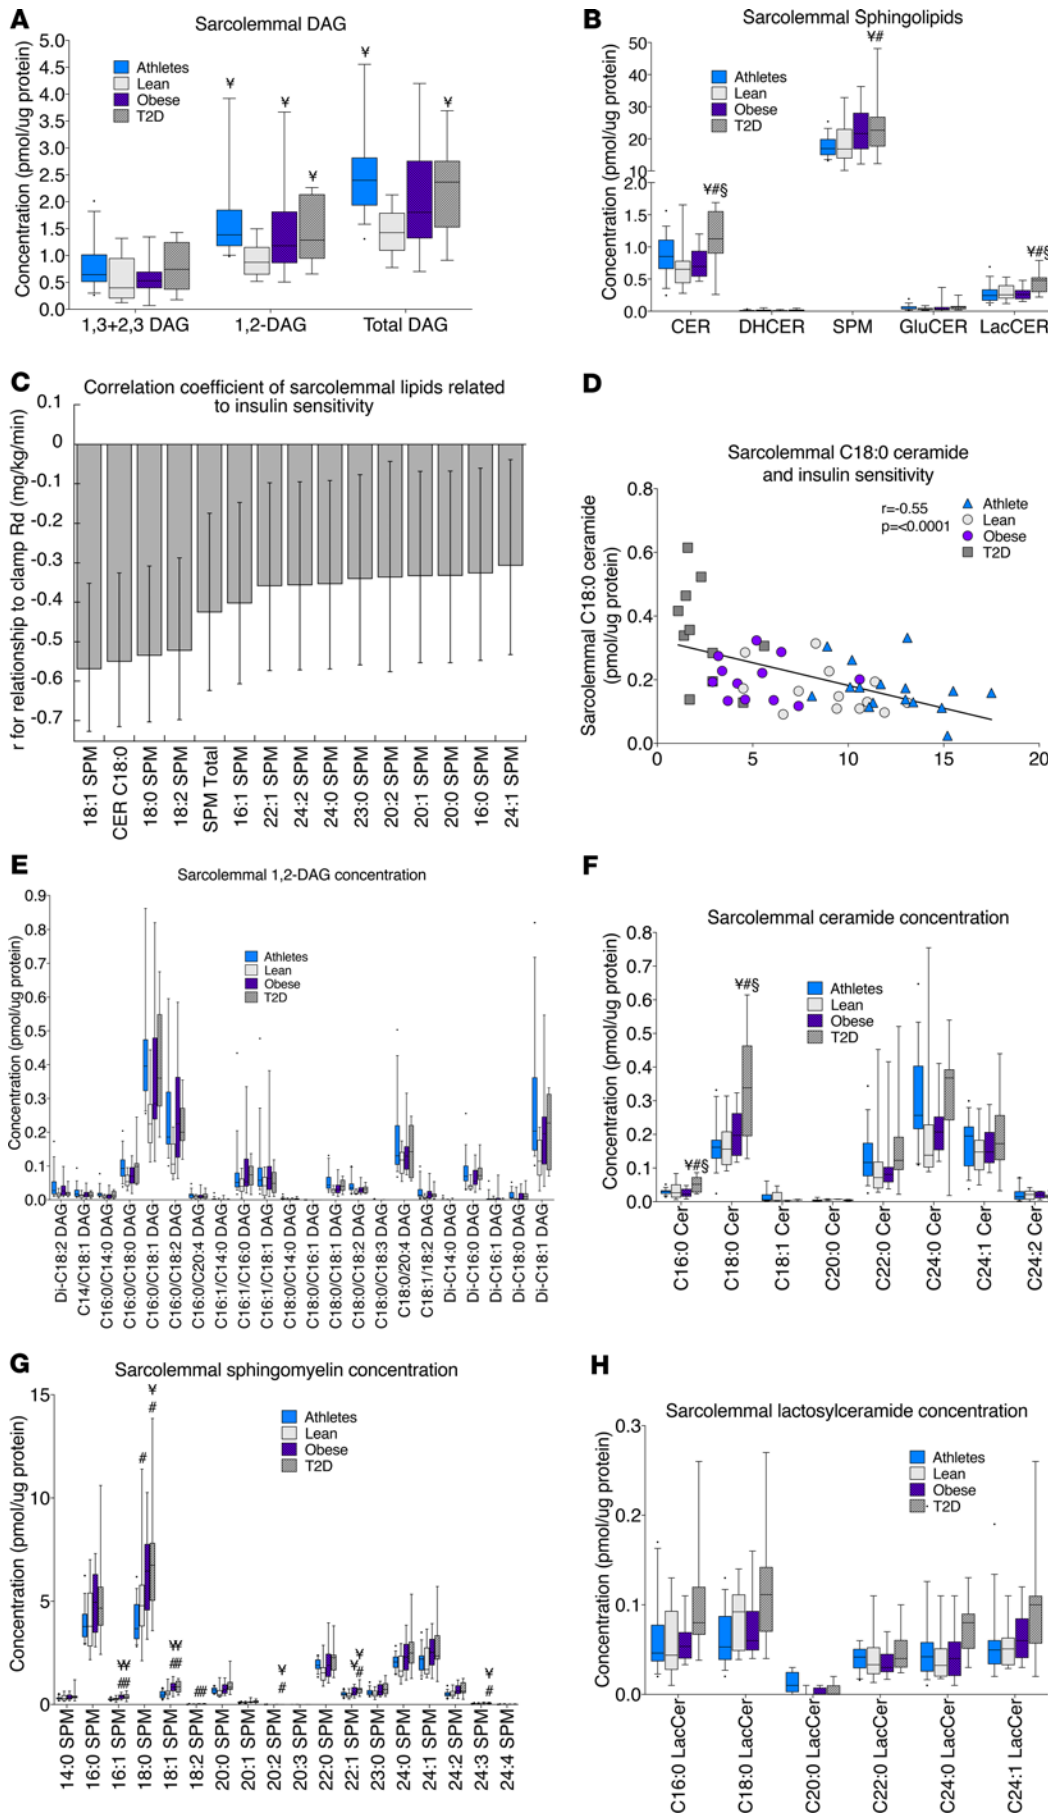 A
Sarcolemmal DAG
Concentration (pmol/ug protein)
5.0
4.5
4.0
3.5
3.0
2.5
2.0
1.5
1.0
0.5
0.0
Athletes
Lean
Obese
T2D
¥
¥
¥
¥
¥
1,3+2,3 DAG
1,2-DAG
Total DAG
B
Sarcolemmal Sphingolipids
Concentration (pmol/ug protein)
50
40
30
20
10
2.0
1.5
1.0
0.5
0.0
Athletes
Lean
Obese
T2D
¥#
¥#§
¥#§
CER
DHCER
SPM
GluCER
LacCER
C
Correlation coefficient of sarcolemmal lipids related
to insulin sensitivity
r for relationship to clamp Rd (mg/kg/min)
0.1
0
-0.1
-0.2
-0.3
-0.4
-0.5
-0.6
-0.7
18:1 SPM
CER C18:0
18:0 SPM
18:2 SPM
SPM Total
16:1 SPM
22:1 SPM
24:2 SPM
24:0 SPM
23:0 SPM
20:2 SPM
20:1 SPM
20:0 SPM
16:0 SPM
24:1 SPM
D
Sarcolemmal C18:0 ceramide
and insulin sensitivity
Sarcolemmal C18:0 ceramide
(pmol/ug protein)
0.8
0.6
0.4
0.2
0.0
r=-0.55
p=<0.0001
Athlete
Lean
Obese
T2D
0
5
10
15
20
E
Sarcolemmal 1,2-DAG concentration
Concentration (pmol/ug protein)
0.9
0.8
0.7
0.6
0.5
0.4
0.3
0.2
0.1
0.0
Athletes
Lean
Obese
T2D
Di-C18:2 DAG
C14/C18:1 DAG
C16:0/C14:0 DAG
C16:0/C18:0 DAG
C16:0/C18:1 DAG
C16:0/C18:2 DAG
C16:0/C20:4 DAG
C16:1/C14:0 DAG
C16:1/C16:0 DAG
C16:1/C18:1 DAG
C18:0/C14:0 DAG
C18:0/C16:1 DAG
C18:0/C18:1 DAG
C18:0/C18:2 DAG
C18:0/C18:3 DAG
C18:0/20:4 DAG
C18:1/18:2 DAG
Di-C14:0 DAG
Di-C16:0 DAG
Di-C16:1 DAG
Di-C18:0 DAG
Di-C18:1 DAG
F
Sarcolemmal ceramide concentration
Concentration (pmol/ug protein)
0.8
0.7
0.6
0.5
0.4
0.3
0.2
0.1
0.0
Athletes
Lean
Obese
T2D
¥#§
¥#§
C16:0 Cer
C18:0 Cer
C18:1 Cer
C20:0 Cer
C22:0 Cer
C24:0 Cer
C24:1 Cer
C24:2 Cer
G
Sarcolemmal sphingomyelin concentration
Concentration (pmol/ug protein)
15
10
5
0
Athletes
Lean
Obese
T2D
¥¥
##
#
¥
#
¥¥
##
##
¥
#
¥
¥
#
¥
#
14:0 SPM
16:0 SPM
16:1 SPM
18:0 SPM
18:1 SPM
18:2 SPM
20:0 SPM
20:1 SPM
20:2 SPM
20:3 SPM
22:0 SPM
22:1 SPM
23:0 SPM
24:0 SPM
24:1 SPM
24:2 SPM
24:3 SPM
24:4 SPM
H
Sarcolemmal lactosylceramide concentration
Concentration (pmol/ug protein)
0.3
0.2
0.1
0.0
Athletes
Lean
Obese
T2D
C16:0 LacCer
C18:0 LacCer
C20:0 LacCer
C22:0 LacCer
C24:0 LacCer
C24:1 LacCer